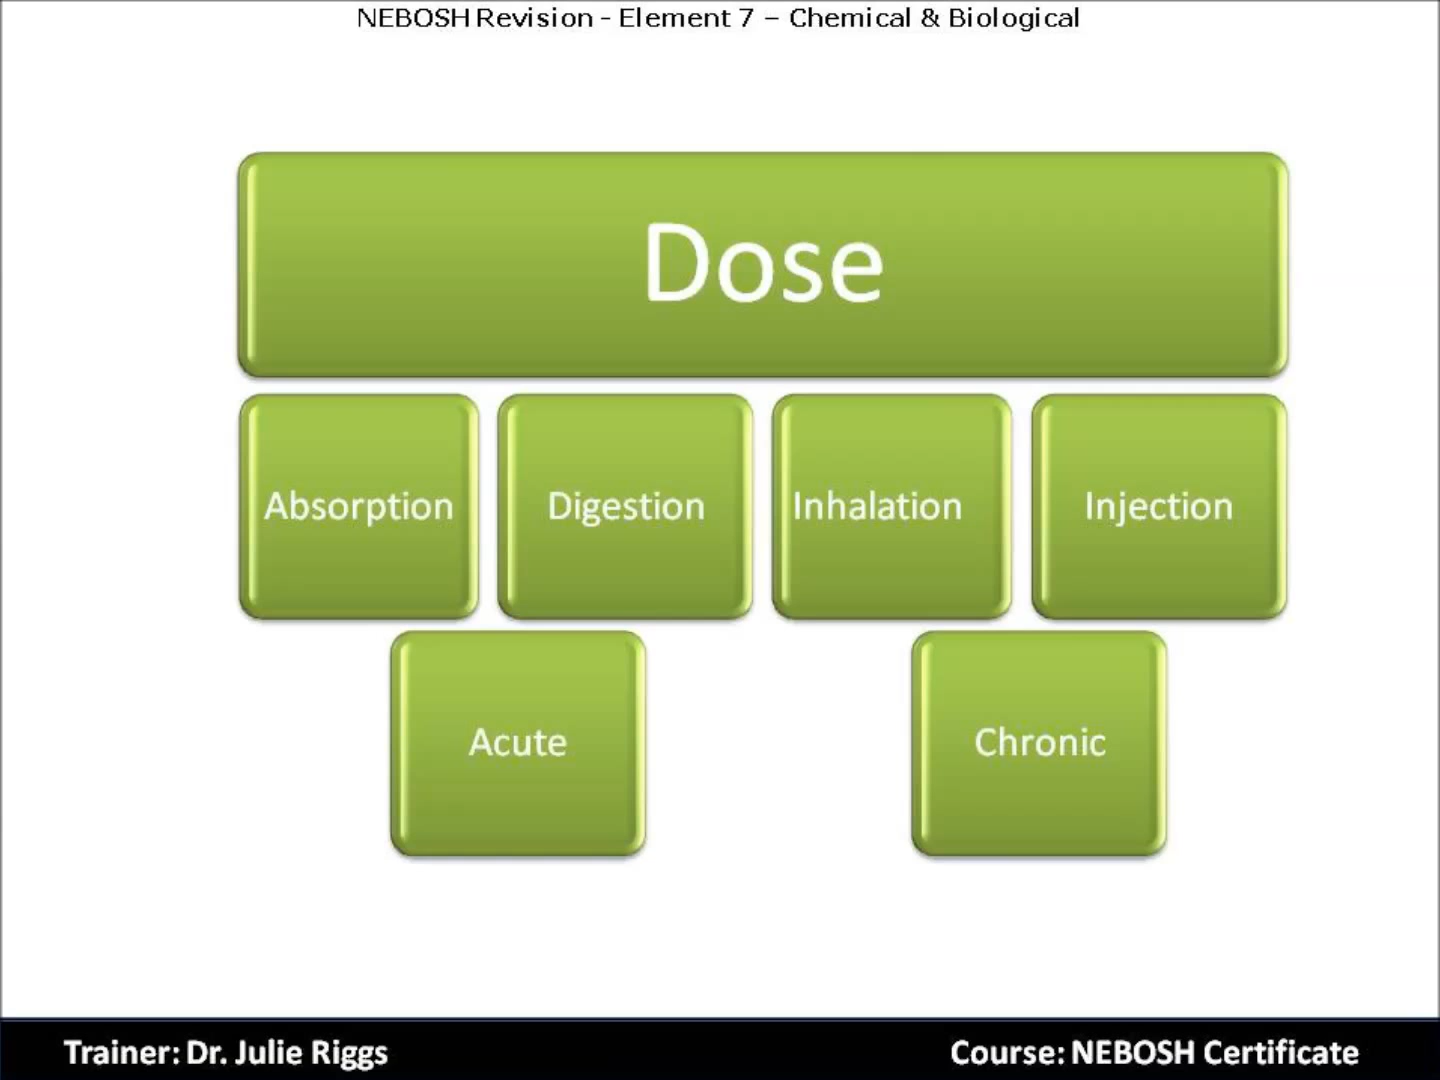 NEBOSH Revision - Element 7 – Chemical & Biological
Dose
Absorption
Digestion
Inhalation
Injection
Acute
Chronic
Trainer: Dr. Julie Riggs
Course: NEBOSH Certificate